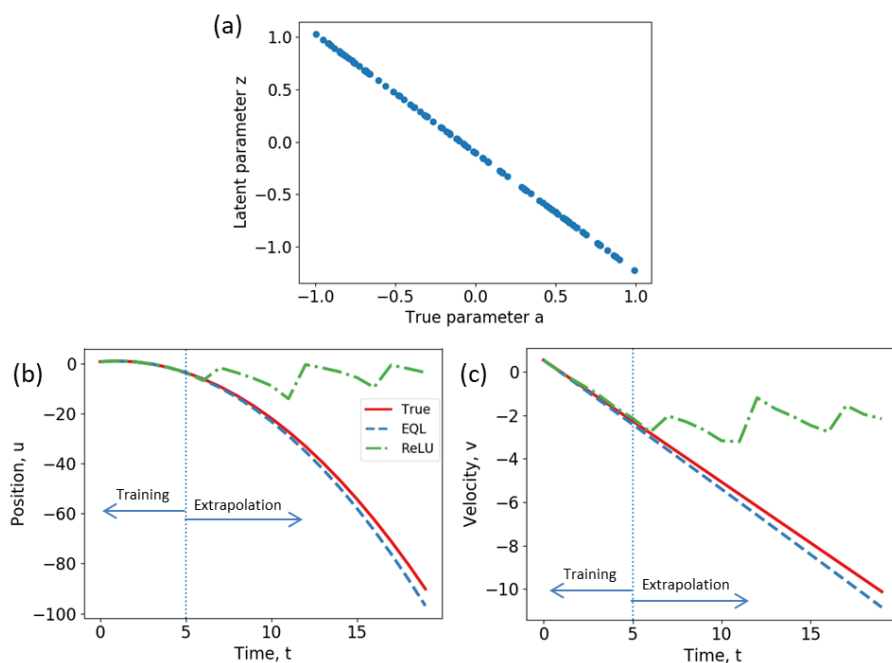 (a)
1.0
0.5
0.0
−0.5
−1.0
Latent parameter z
−1.0 −0.5 0.0 0.5 1.0
True parameter a
(b)
0
−20
−40
−60
−80
−100
Position, u
True
EQL
ReLU
Training
Extrapolation
0 5 10 15
Time, t
(c)
0
−2
−4
−6
−8
−10
Velocity, v
Training
Extrapolation
0 5 10 15
Time, t